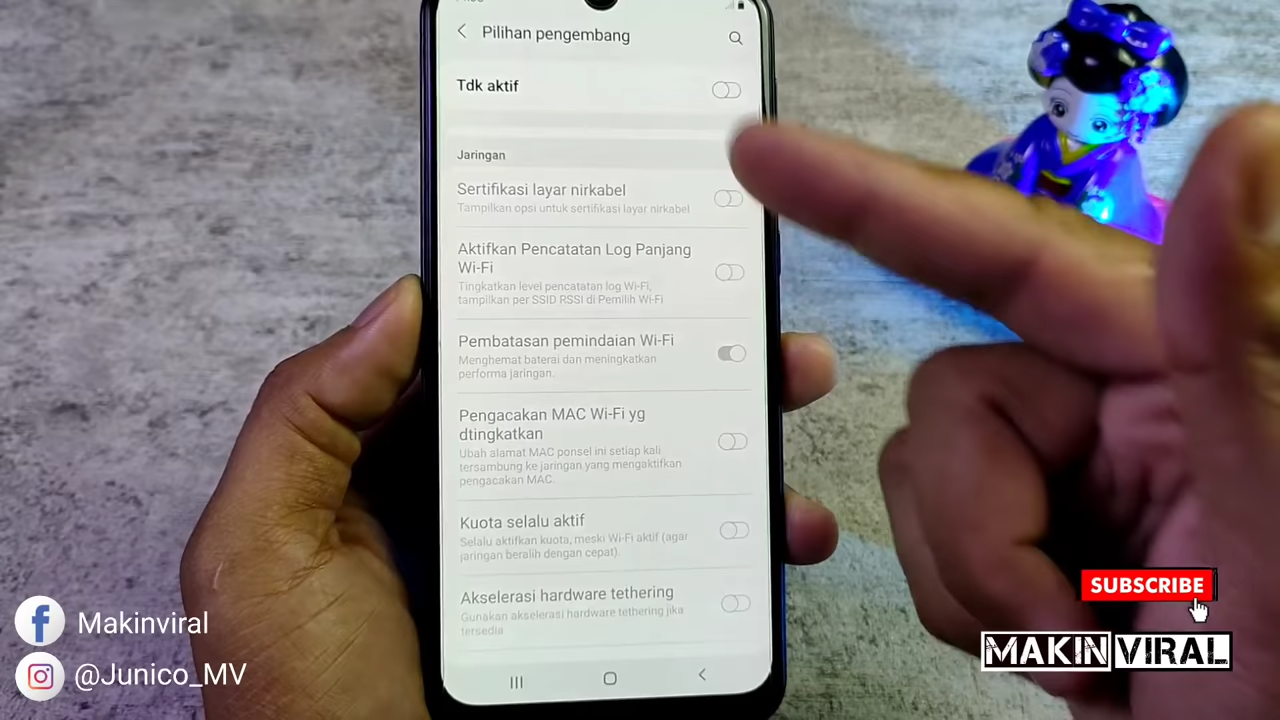 Pilihan pengembang
Tdk aktif
Jaringan
Sertifikasi layar nirkabel
Tampilkan opsi untuk sertifikasi layar nirkabel
Aktifkan Pencatatan Log Panjang
Wi-Fi
Tingkatkan level pencatatan log Wi-Fi,
tampilkan per SSID RSSI di Pemilih Wi-Fi
Pembatasan pemindaian Wi-Fi
Menghemat baterai dan meningkatkan
performa jaringan.
Pengacakan MAC Wi-Fi yg
dtingkatkan
Ubah alamat MAC ponsel ini setiap kali
tersambung ke jaringan yang mengaktifkan
pengacakan MAC.
Kuota selalu aktif
Selalu aktifkan kuota, meski Wi-Fi aktif (agar
jaringan beralih dengan cepat).
Akselerasi hardware tethering
Gunakan akselerasi hardware tethering jika
tersedia
Makinviral
@Junico_MV
SUBSCRIBE
MAKIN VIRAL